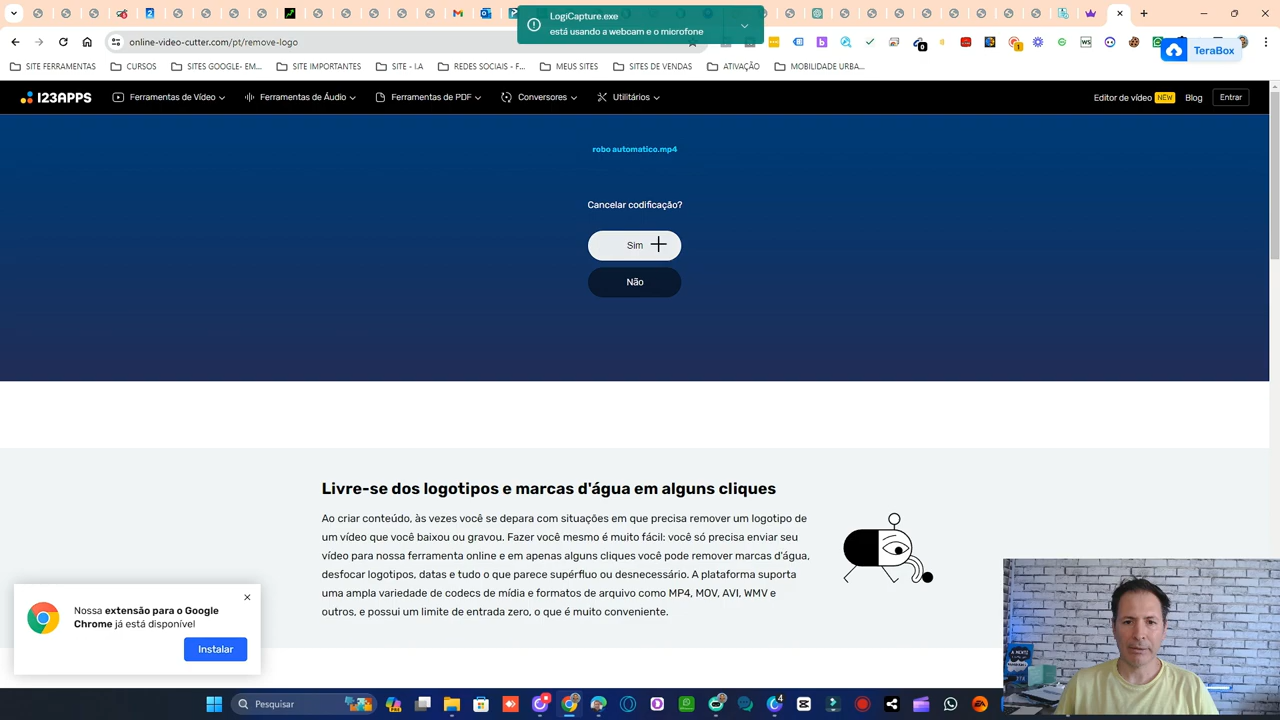 LogiCapture.exe
está usando a webcam e o microfone
online-video-cutter.com/pt/remove-logo
TeraBox
SITE FERRAMENTAS
CURSOS
SITES GOOGLE- EM...
SITE IMPORTANTES
SITE - I.A
REDES SOCIAIS - F...
MEUS SITES
SITES DE VENDAS
ATIVAÇÃO
MOBILIDADE URBA...
123APPS
Ferramentas de Vídeo
Ferramentas de Áudio
Ferramentas de PDF
Conversores
Utilitários
Editor de vídeo NEW
Blog
Entrar
robo automatico.mp4
Cancelar codificação?
Sim
Não
Livre-se dos logotipos e marcas d'água em alguns cliques
Ao criar conteúdo, às vezes você se depara com situações em que precisa remover um logotipo de
um vídeo que você baixou ou gravou. Fazer você mesmo é muito fácil: você só precisa enviar seu
vídeo para nossa ferramenta online e em apenas alguns cliques você pode remover marcas d'água,
desfocar logotipos, datas e tudo o que parece supérfluo ou desnecessário. A plataforma suporta
uma ampla variedade de codecs de mídia e formatos de arquivo como MP4, MOV, AVI, WMV e
outros, e possui um limite de entrada zero, o que é muito conveniente.
Nossa extensão para o Google
Chrome já está disponível
Instalar
Pesquisar